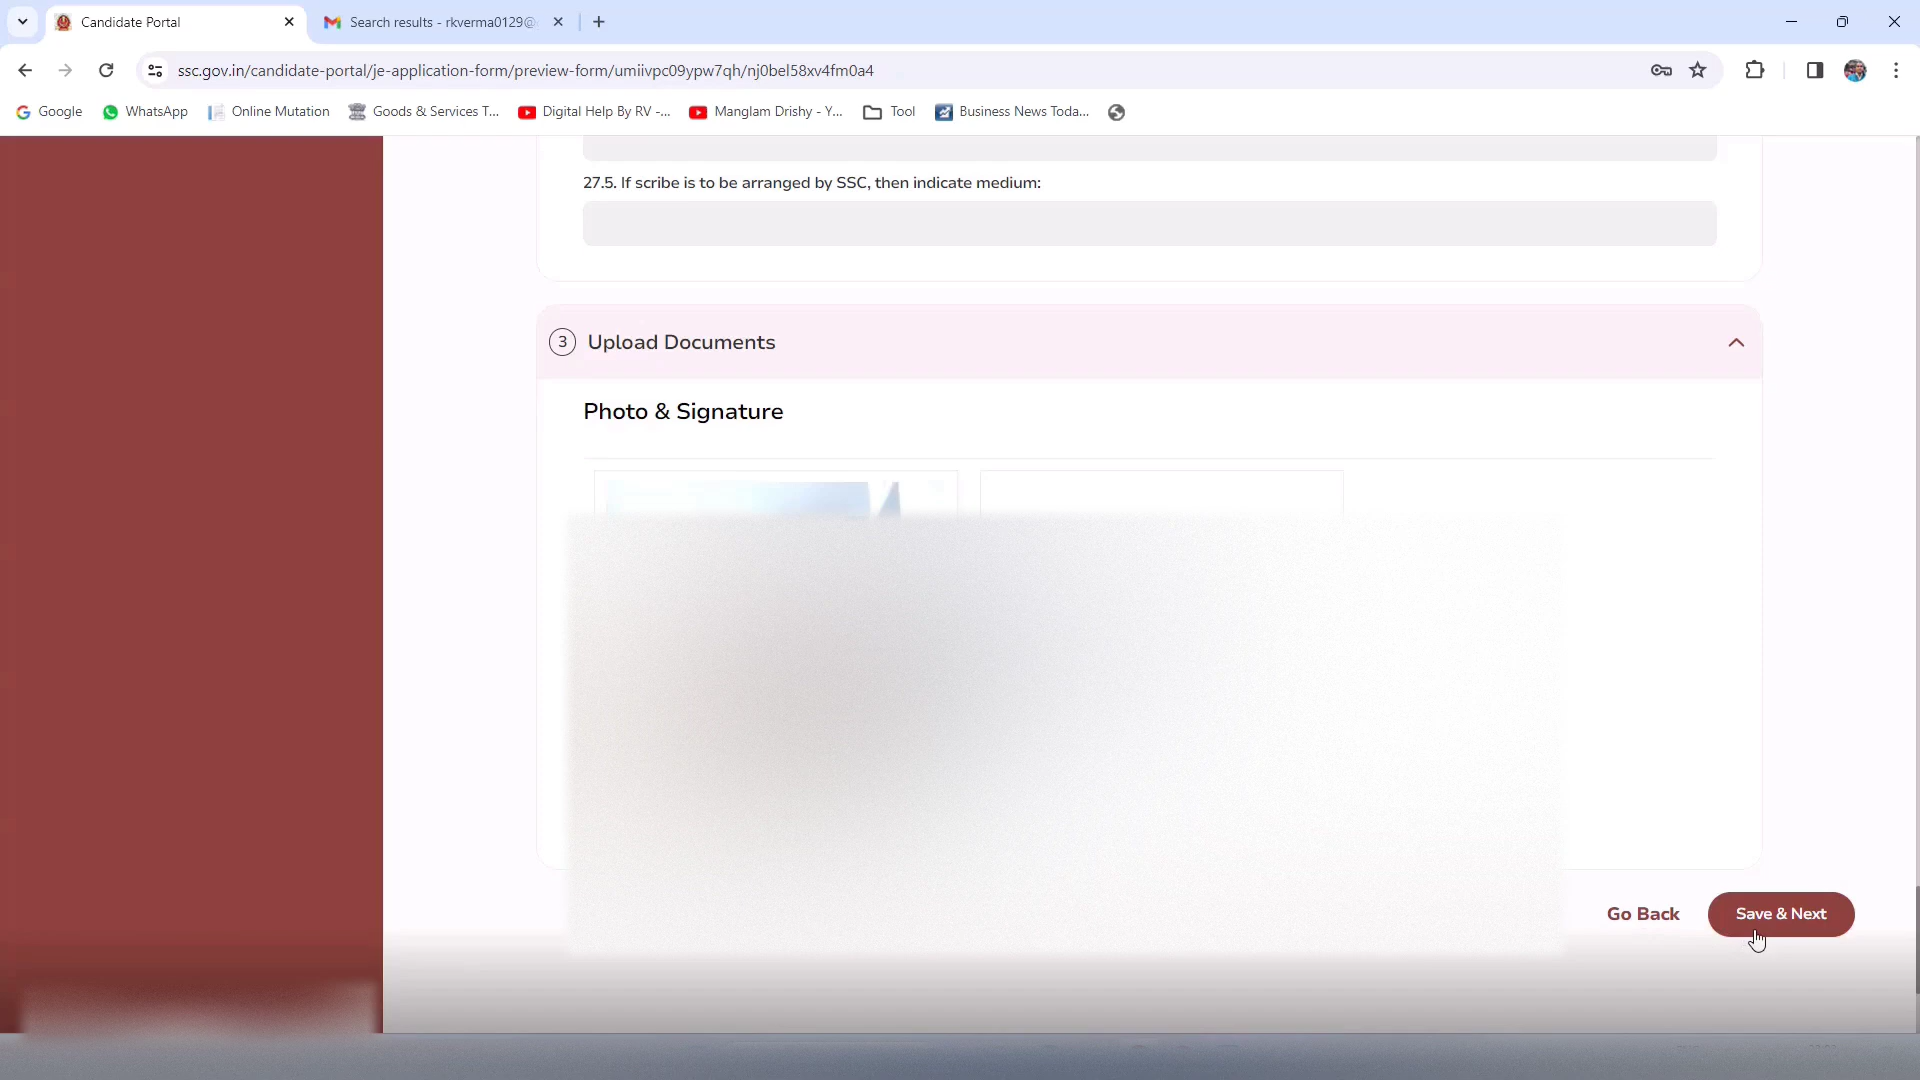 Candidate Portal
Search results - rkverma0129@
ssc.gov.in/candidate-portal/je-application-form/preview-form/umiivpc09ypw7qh/nj0bel58xv4fm0a4
Google
WhatsApp
Online Mutation
Goods & Services T...
Digital Help By RV -...
Manglam Drishy - Y...
Tool
Business News Toda...
27.5. If scribe is to be arranged by SSC, then indicate medium:
3 Upload Documents
Photo & Signature
Go Back
Save & Next